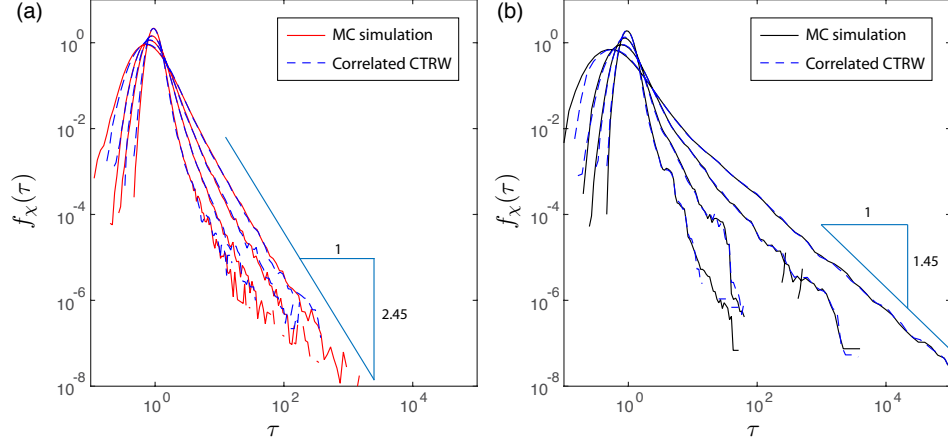 (a)
MC simulation
Correlated CTRW
10^0
10^-2
10^-4
10^-6
10^-8
f_χ(τ)
1
2.45
10^0
10^2
10^4
τ
(b)
MC simulation
Correlated CTRW
10^0
10^-2
10^-4
10^-6
10^-8
f_χ(τ)
1
1.45
10^0
10^2
10^4
τ